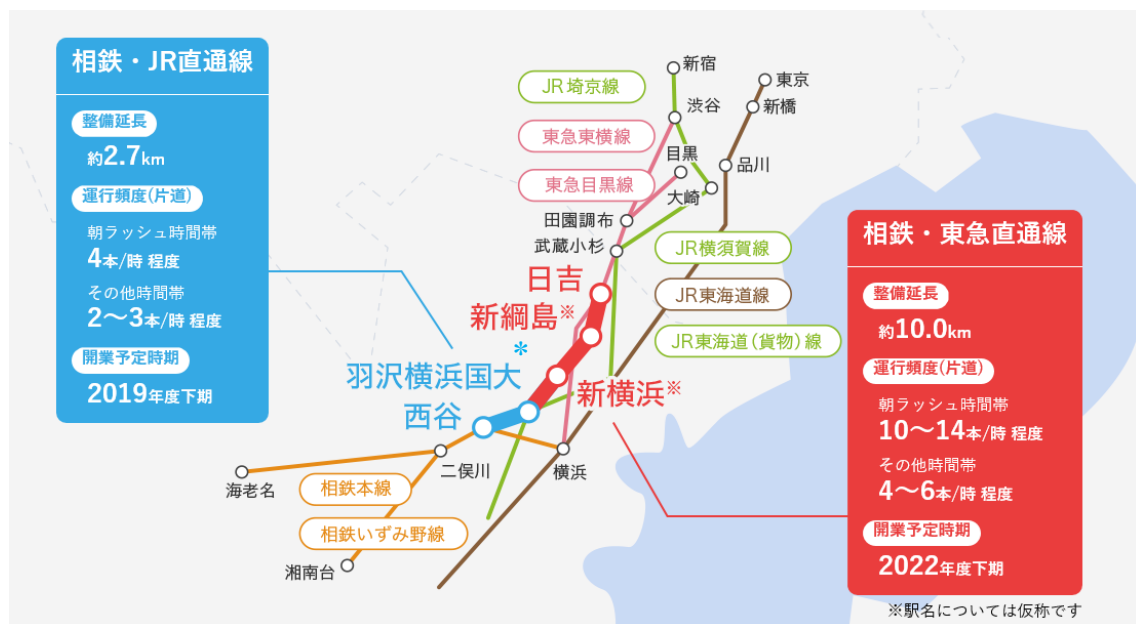 相鉄・JR直通線
整備延長
約2.7km
運行頻度(片道)
朝ラッシュ時間帯
4本/時 程度
その他時間帯
2〜3本/時 程度
開業予定時期
2019年度下期
JR埼京線
東急東横線
東急目黒線
新宿
渋谷
目黒
大崎
東京
新橋
品川
田園調布
武蔵小杉
JR横須賀線
JR東海道線
JR東海道(貨物)線
日吉
新綱島※
*
羽沢横浜国大
新横浜※
西谷
二俣川
横浜
海老名
相鉄本線
相鉄いずみ野線
湘南台
相鉄・東急直通線
整備延長
約10.0km
運行頻度(片道)
朝ラッシュ時間帯
10〜14本/時 程度
その他時間帯
4〜6本/時 程度
開業予定時期
2022年度下期
※駅名については仮称です